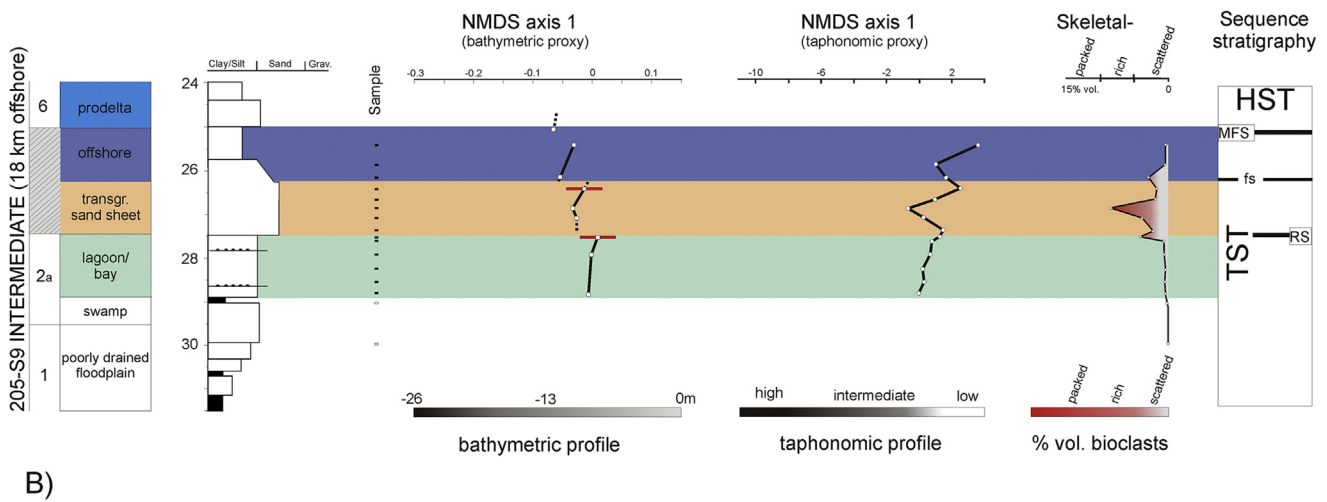 205-S9 INTERMEDIATE (18 km offshore)
NMDS axis 1
(bathymetric proxy)
NMDS axis 1
(taphonomic proxy)
Skeletal-
Sequence
stratigraphy
Clay/Silt Sand Grav.
Sample
-0.3 -0.1 0 0.1
-10 -6 -2 2
packed
rich
scattered
15% vol. 0
24
26
28
30
6
2a
1
prodelta
offshore
transgr.
sand sheet
lagoon/
bay
swamp
poorly drained
floodplain
HST
MFS
fs
RS
TST
-26 -13 0m
bathymetric profile
high intermediate low
taphonomic profile
packed
rich
scattered
% vol. bioclasts
B)